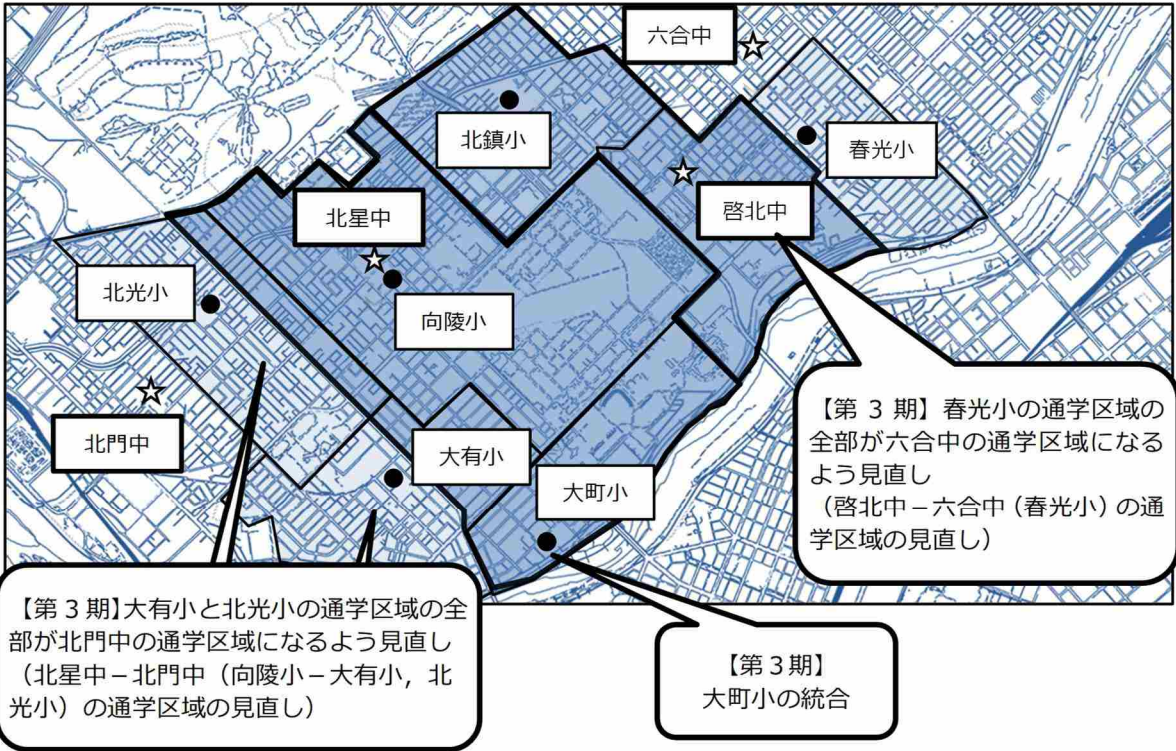 六合中
北鎮小
春光小
北星中
啓北中
北光小
向陵小
北門中
大有小
大町小
【第3期】春光小の通学区域の
全部が六合中の通学区域になる
よう見直し
（啓北中－六合中（春光小）の通
学区域の見直し）
【第3期】大有小と北光小の通学区域の全
部が北門中の通学区域になるよう見直し
（北星中－北門中（向陵小－大有小，北
光小）の通学区域の見直し）
【第3期】
大町小の統合